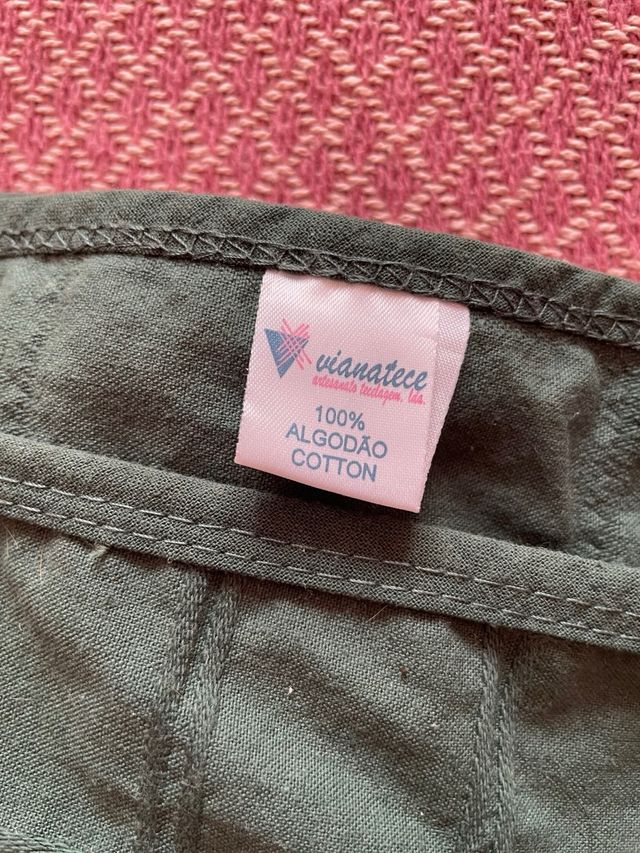 vianatece
artesanato tecelagem, lda.
100%
ALGODÃO
COTTON